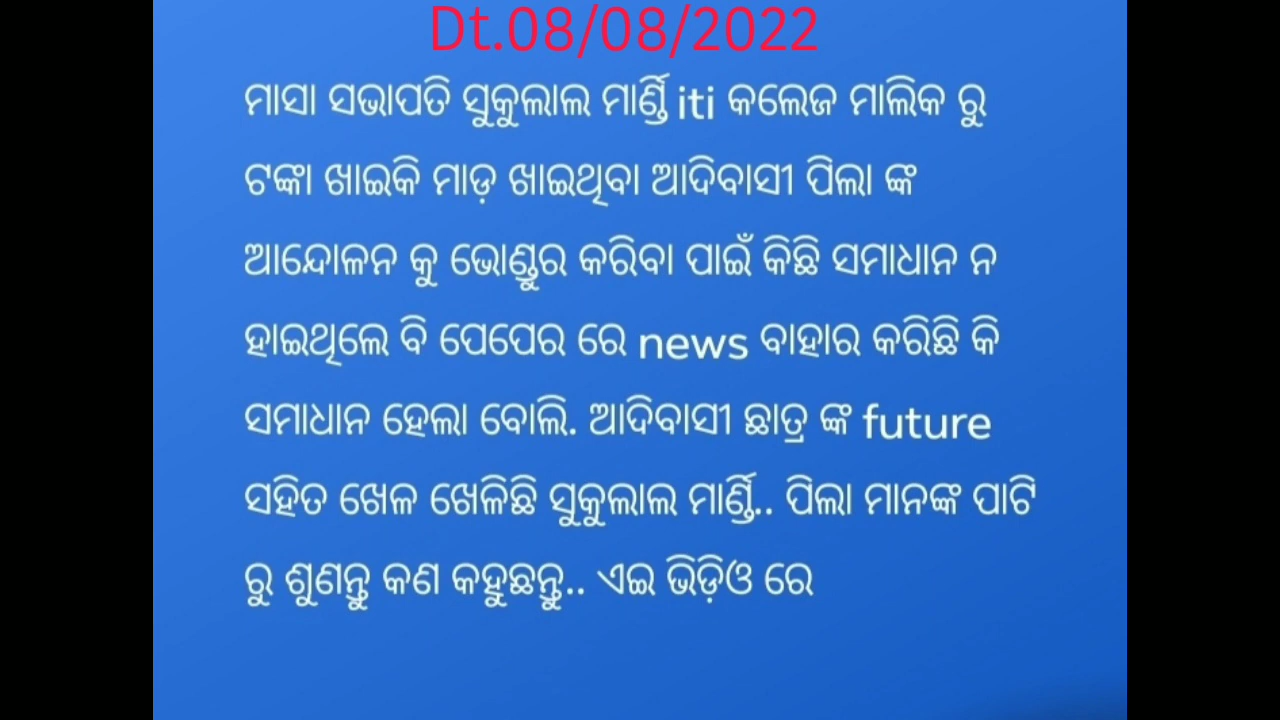 Dt.08/08/2022
ମାସା ସଭାପତି ସୁକୁଲାଲ ମାର୍ଣ୍ଡି iti କଲେଜ ମାଲିକ ରୁ
ଟଙ୍କା ଖାଇକି ମାଡ଼ ଖାଇଥିବା ଆଦିବାସୀ ପିଲା ଙ୍କ
ଆନ୍ଦୋଳନ କୁ ଭୋଣ୍ଡୁର କରିବା ପାଇଁ କିଛି ସମାଧାନ ନ
ହାଇଥିଲେ ବି ପେପେର ରେ news ବାହାର କରିଛି କି
ସମାଧାନ ହେଲା ବୋଲି. ଆଦିବାସୀ ଛାତ୍ର ଙ୍କ future
ସହିତ ଖେଳ ଖେଳିଛି ସୁକୁଲାଲ ମାର୍ଣ୍ଡି.. ପିଲା ମାନଙ୍କ ପାଟି
ରୁ ଶୁଣନ୍ତୁ କଣ କହୁଛନ୍ତୁ.. ଏଇ ଭିଡ଼ିଓ ରେ